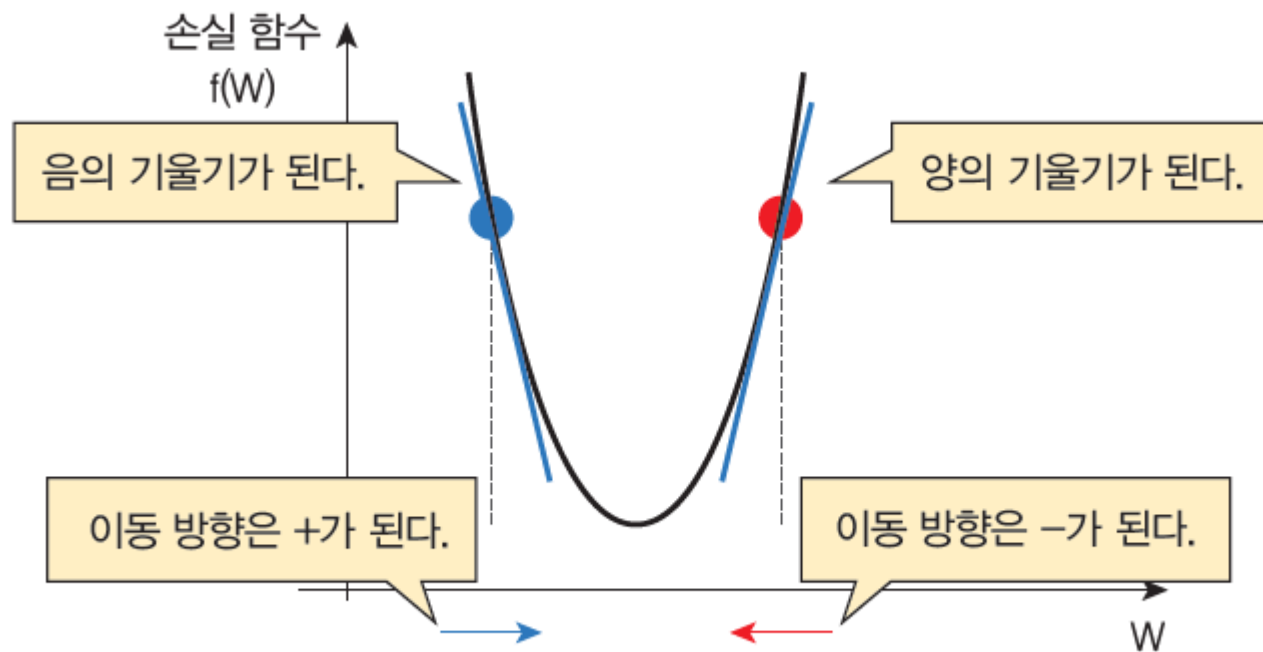 손실 함수
f(W)
음의 기울기가 된다.
양의 기울기가 된다.
이동 방향은 +가 된다.
이동 방향은 –가 된다.
W